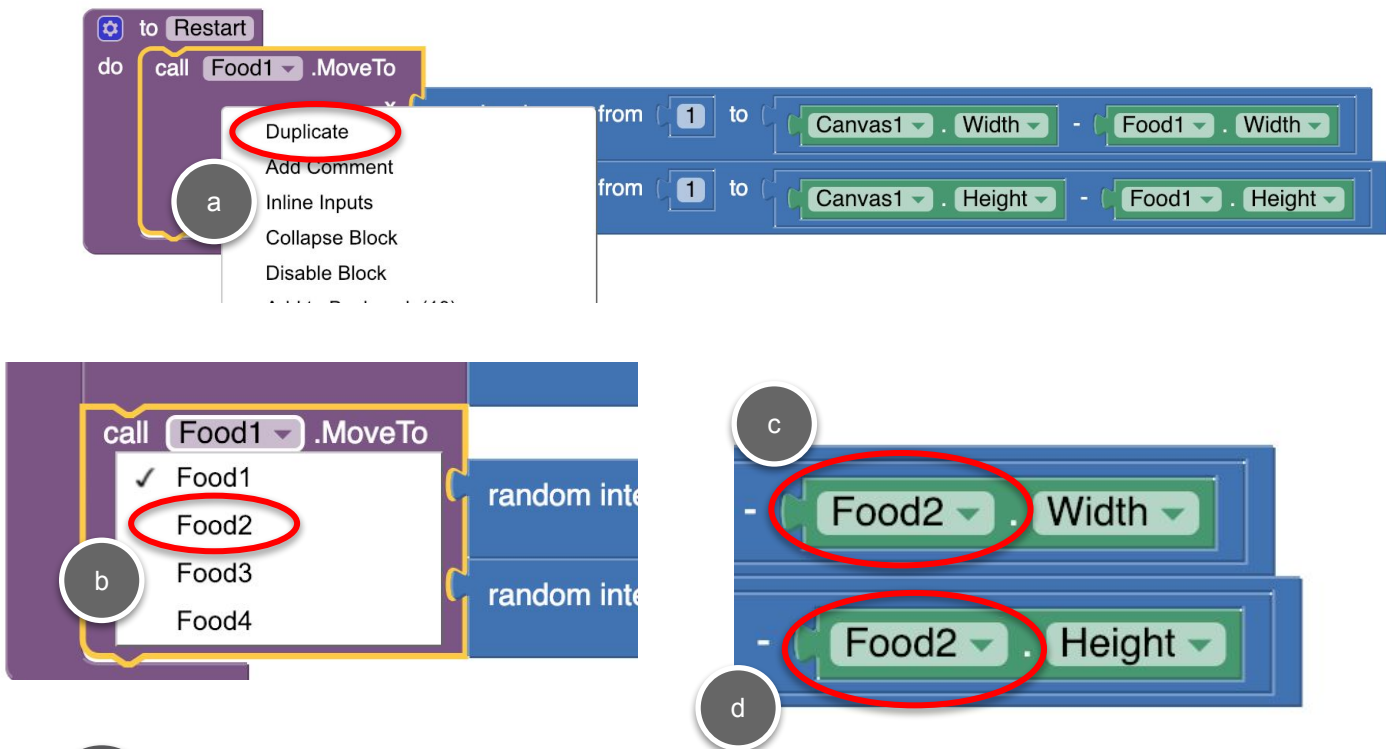 to Restart
do call Food1 .MoveTo
x
from 1 to Canvas1 . Width - Food1 . Width
Duplicate
Add Comment
a
from 1 to Canvas1 . Height - Food1 . Height
Inline Inputs
Collapse Block
Disable Block
call Food1 .MoveTo
✓ Food1
Food2
Food3
Food4
b
random inte
random inte
c
- Food2 . Width
- Food2 . Height
d